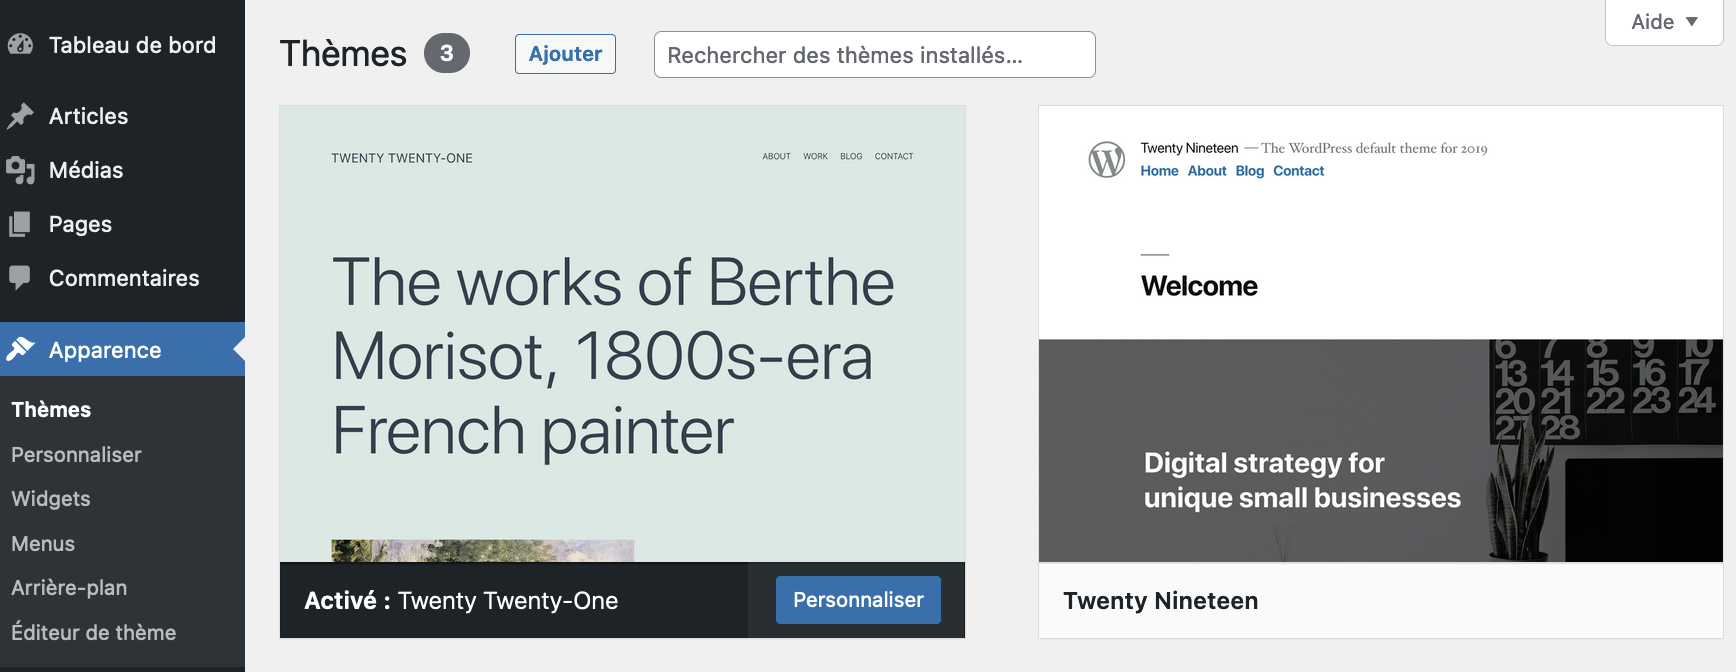 Tableau de bord
Articles
Médias
Pages
Commentaires
Apparence
Thèmes
Personnaliser
Widgets
Menus
Arrière-plan
Éditeur de thème
Thèmes 3 Ajouter Rechercher des thèmes installés...
Aide ▼
TWENTY TWENTY-ONE ABOUT WORK BLOG CONTACT
The works of Berthe
Morisot, 1800s-era
French painter
Activé : Twenty Twenty-One Personnaliser
Twenty Nineteen — The WordPress default theme for 2019
Home About Blog Contact
Welcome
6 7 8 9 10
13 14 15 16 17
20 21 22 23 24
27 28
Digital strategy for
unique small businesses
Twenty Nineteen